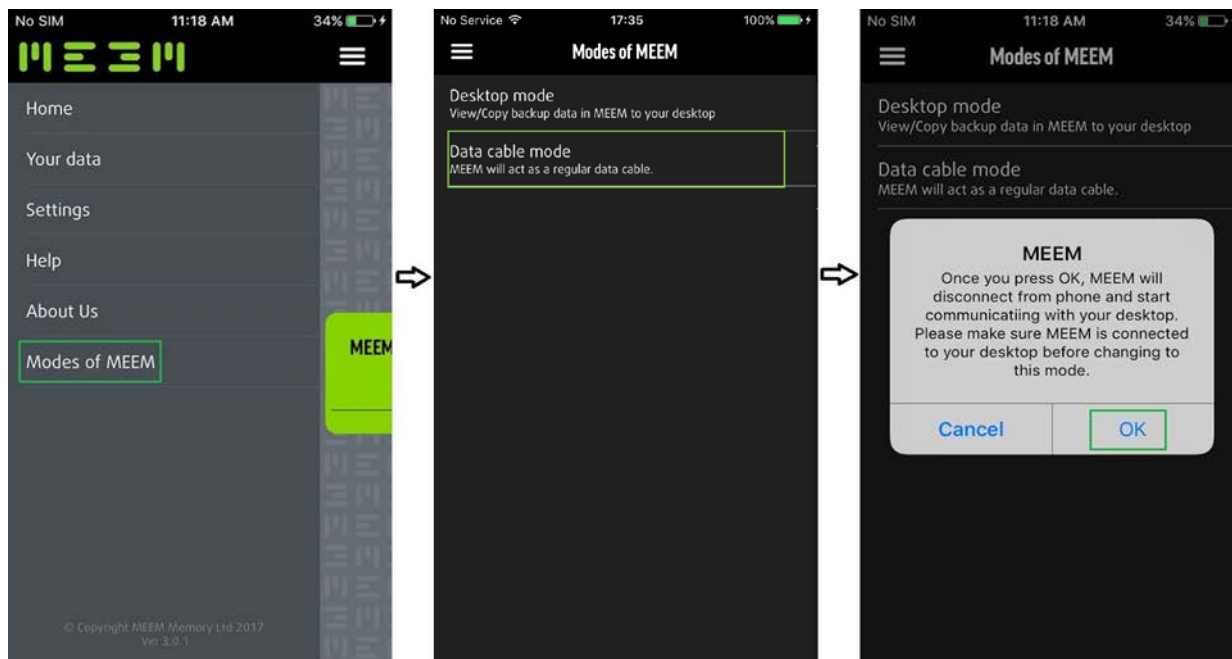 No SIM 11:18 AM 34%
MEEM
Home
Your data
Settings
Help
About Us
Modes of MEEM
MEEM
© Copyright MEEM Memory Ltd 2017
Ver 3.0.1
No Service 17:35 100%
Modes of MEEM
Desktop mode
View/Copy backup data in MEEM to your desktop
Data cable mode
MEEM will act as a regular data cable.
No SIM 11:18 AM 34%
Modes of MEEM
Desktop mode
View/Copy backup data in MEEM to your desktop
Data cable mode
MEEM will act as a regular data cable.
MEEM
Once you press OK, MEEM will
disconnect from phone and start
communicatiing with your desktop.
Please make sure MEEM is connected
to your desktop before changing to
this mode.
Cancel OK